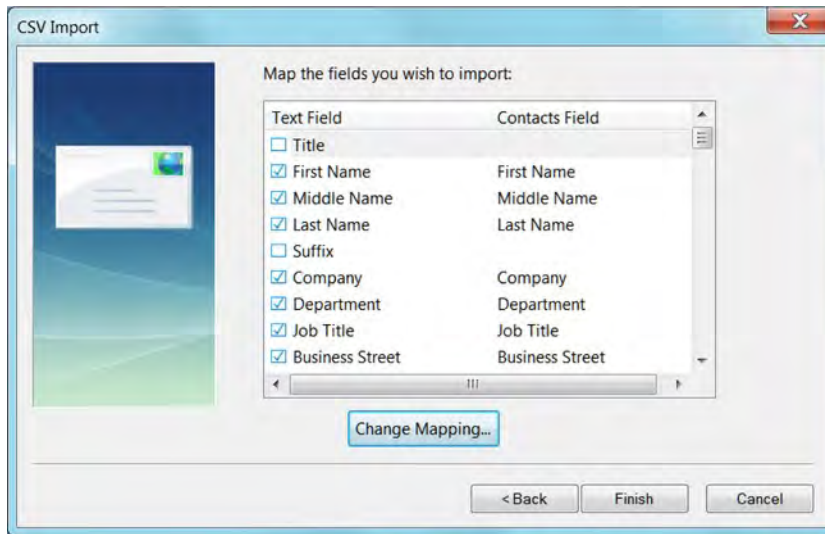 CSV Import
Map the fields you wish to import:
Text Field Contacts Field
Title
First Name First Name
Middle Name Middle Name
Last Name Last Name
Suffix
Company Company
Department Department
Job Title Job Title
Business Street Business Street
Change Mapping...
< Back Finish Cancel